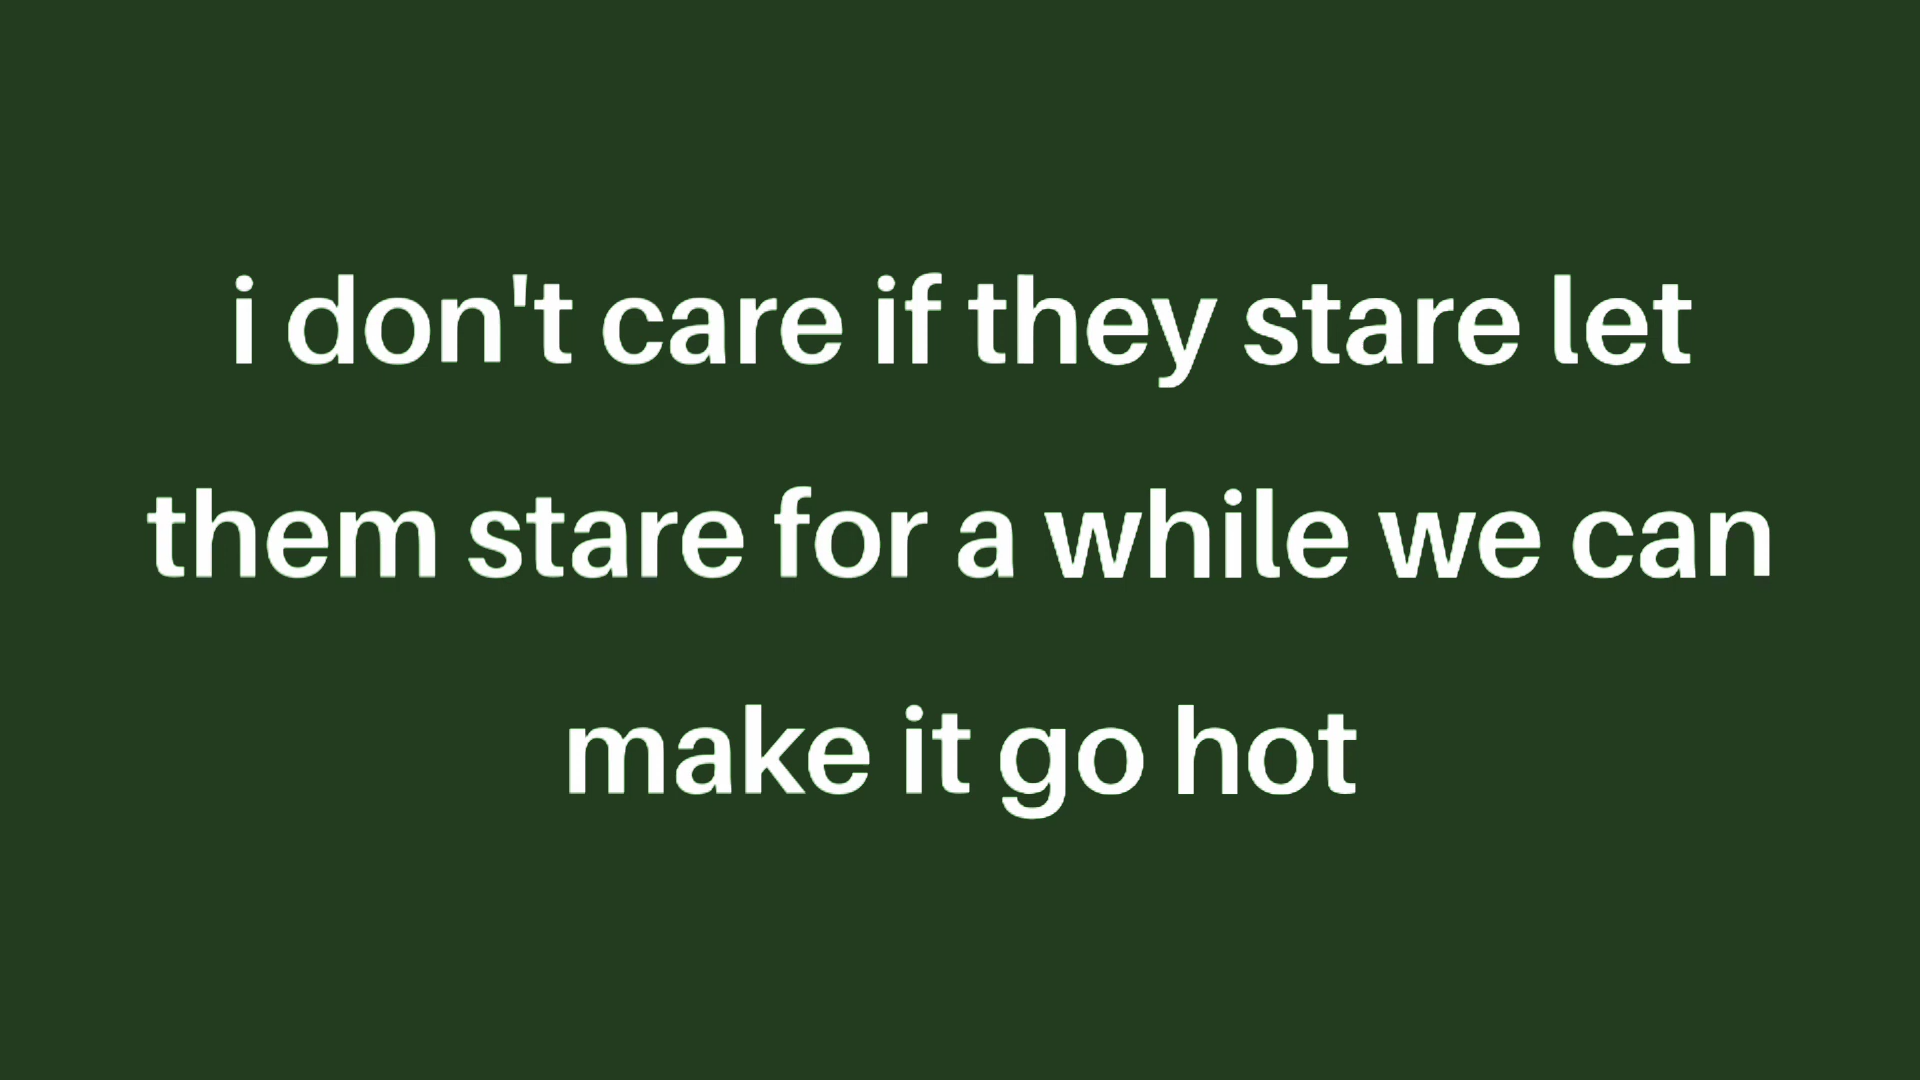 i don't care if they stare let
them stare for a while we can
make it go hot